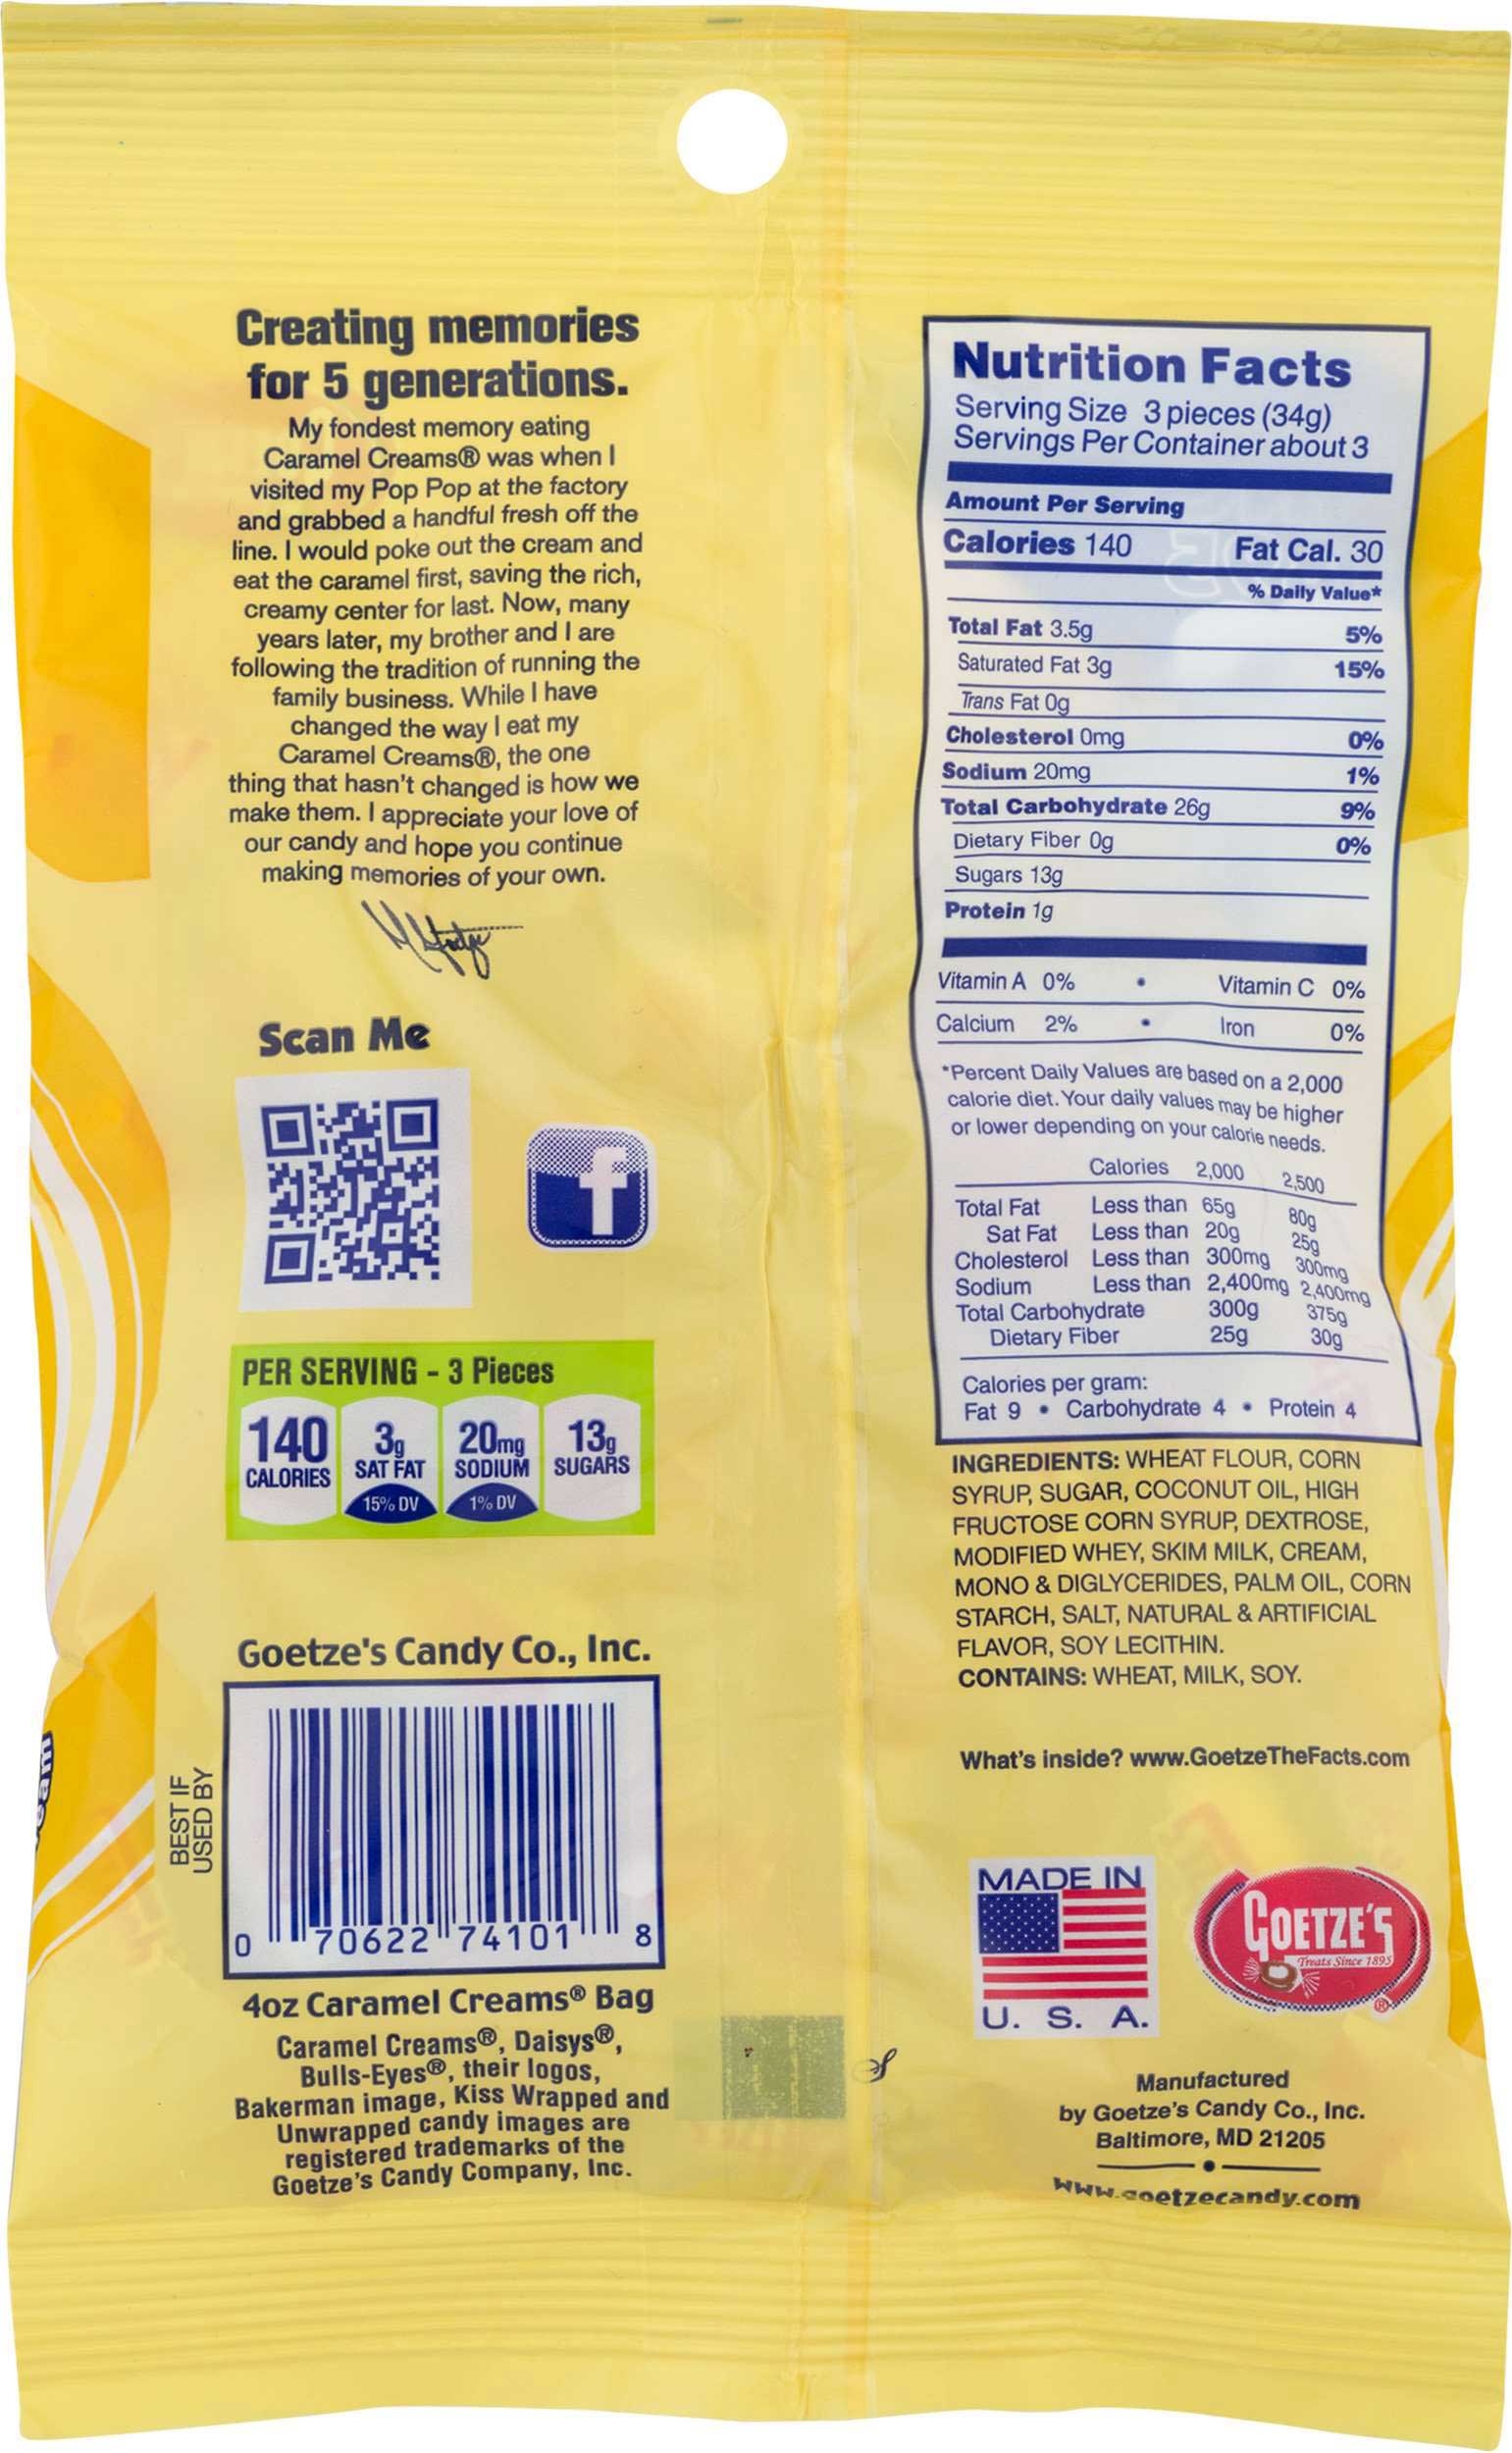 Creating memories
for 5 generations.
My fondest memory eating
Caramel Creams® was when I
visited my Pop Pop at the factory
and grabbed a handful fresh off the
line. I would poke out the cream and
eat the caramel first, saving the rich,
creamy center for last. Now, many
years later, my brother and I are
following the tradition of running the
family business. While I have
changed the way I eat my
Caramel Creams®, the one
thing that hasn't changed is how we
make them. I appreciate your love of
our candy and hope you continue
making memories of your own.
Scan Me
f
PER SERVING - 3 Pieces
140 3g 20mg 13g
CALORIES SAT FAT SODIUM SUGARS
15% DV 1% DV
Goetze's Candy Co., Inc.
BEST IF
USED BY
0 70622 74101 8
4oz Caramel Creams® Bag
Caramel Creams®, Daisys®,
Bulls-Eyes®, their logos,
Bakerman image, Kiss Wrapped and
Unwrapped candy images are
registered trademarks of the
Goetze's Candy Company, Inc.
Nutrition Facts
Serving Size 3 pieces (34g)
Servings Per Container about 3
Amount Per Serving
Calories 140 Fat Cal. 30
% Daily Value*
Total Fat 3.5g 5%
Saturated Fat 3g 15%
Trans Fat 0g
Cholesterol 0mg 0%
Sodium 20mg 1%
Total Carbohydrate 26g 9%
Dietary Fiber 0g 0%
Sugars 13g
Protein 1g
Vitamin A 0% • Vitamin C 0%
Calcium 2% • Iron 0%
*Percent Daily Values are based on a 2,000
calorie diet. Your daily values may be higher
or lower depending on your calorie needs.
Calories 2,000 2,500
Total Fat Less than 65g 80g
Sat Fat Less than 20g 25g
Cholesterol Less than 300mg 300mg
Sodium Less than 2,400mg 2,400mg
Total Carbohydrate 300g 375g
Dietary Fiber 25g 30g
Calories per gram:
Fat 9 • Carbohydrate 4 • Protein 4
INGREDIENTS: WHEAT FLOUR, CORN
SYRUP, SUGAR, COCONUT OIL, HIGH
FRUCTOSE CORN SYRUP, DEXTROSE,
MODIFIED WHEY, SKIM MILK, CREAM,
MONO & DIGLYCERIDES, PALM OIL, CORN
STARCH, SALT, NATURAL & ARTIFICIAL
FLAVOR, SOY LECITHIN.
CONTAINS: WHEAT, MILK, SOY.
What's inside? www.GoetzeTheFacts.com
MADE IN
U. S. A.
GOETZE'S
Treats Since 1895
®
Manufactured
by Goetze's Candy Co., Inc.
Baltimore, MD 21205
www.goetzecandy.com